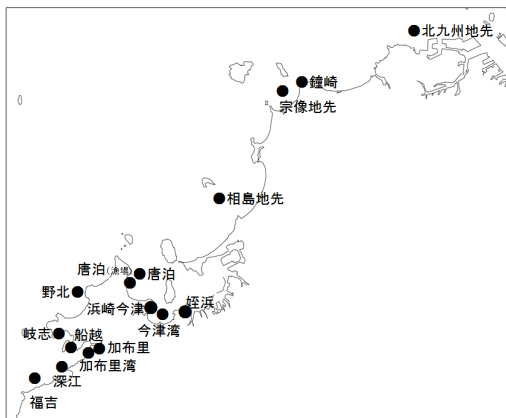 北九州地先
鐘崎
宗像地先
相島地先
唐泊(漁場)
唐泊
野北
浜崎今津
姪浜
今津湾
岐志
船越
加布里
加布里湾
深江
福吉